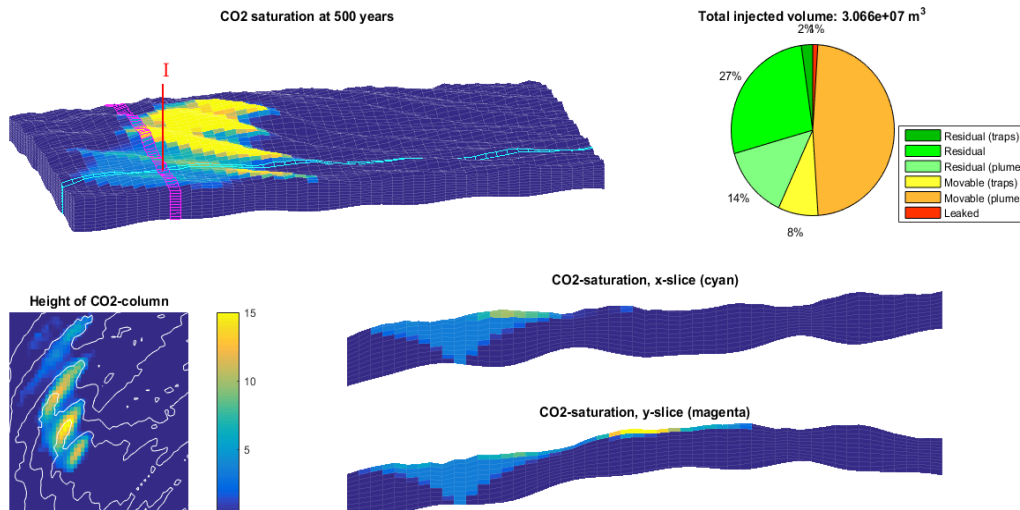 CO2 saturation at 500 years
I
Total injected volume: 3.066e+07 m³
2%
1%
27%
14%
8%
Residual (traps)
Residual
Residual (plume
Movable (traps)
Movable (plume
Leaked
Height of CO2-column
15
10
5
CO2-saturation, x-slice (cyan)
CO2-saturation, y-slice (magenta)